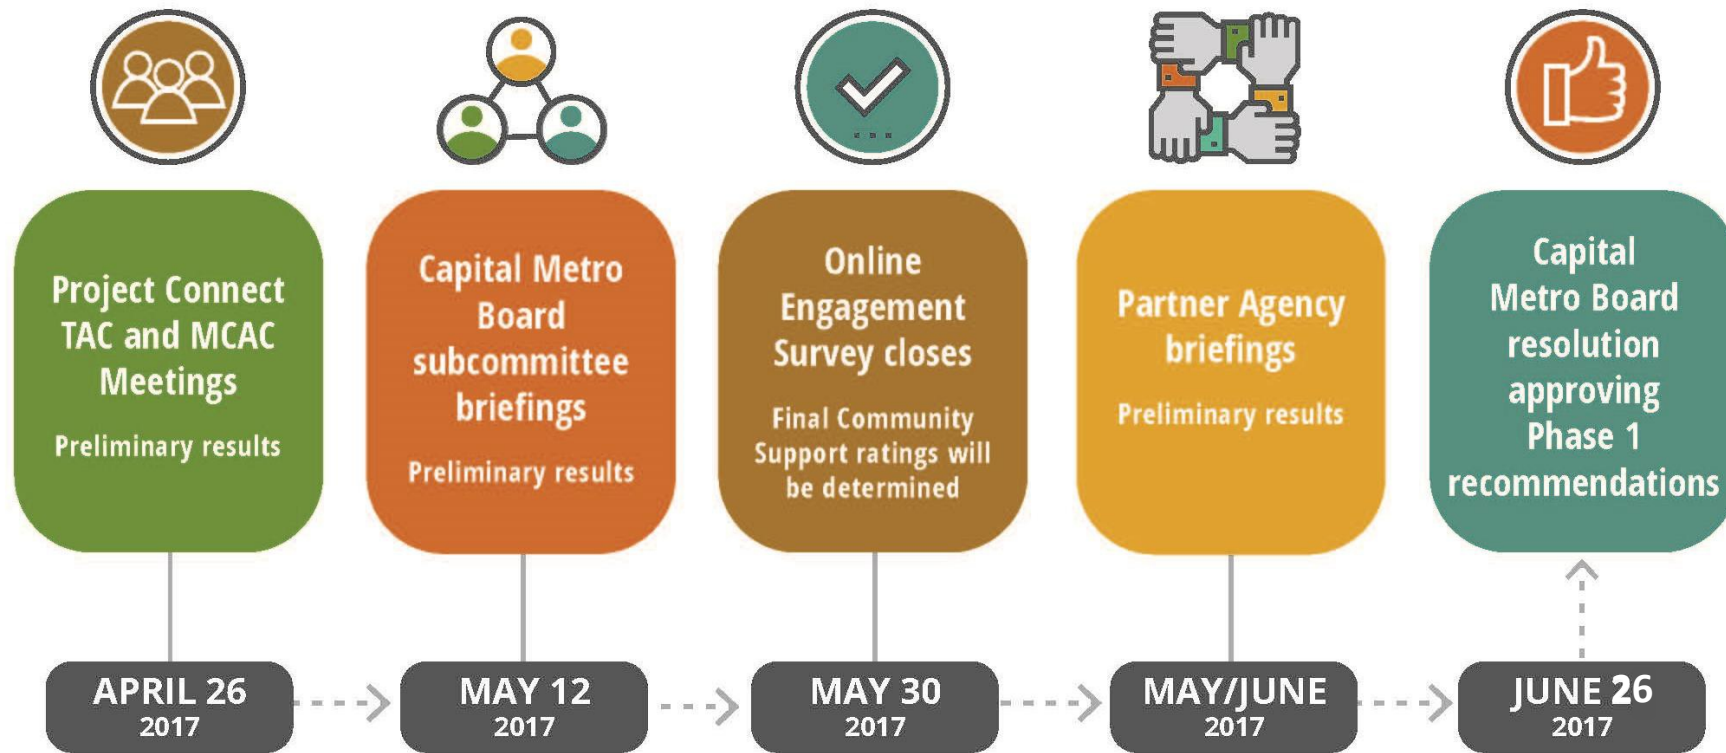 Project Connect
TAC and MCAC
Meetings
Preliminary results
Capital Metro
Board
subcommittee
briefings
Preliminary results
Online
Engagement
Survey closes
Final Community
Support ratings will
be determined
Partner Agency
briefings
Preliminary results
Capital
Metro Board
resolution
approving
Phase 1
recommendations
APRIL 26
2017
MAY 12
2017
MAY 30
2017
MAY/JUNE
2017
JUNE 26
2017